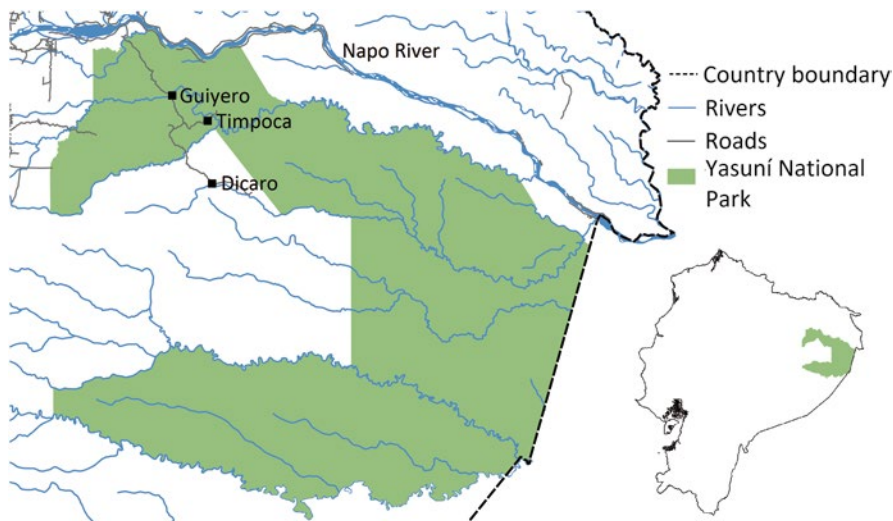 Napo River
Guiyero
Timpoca
Dicaro
Country boundary
Rivers
Roads
Yasuní National
Park